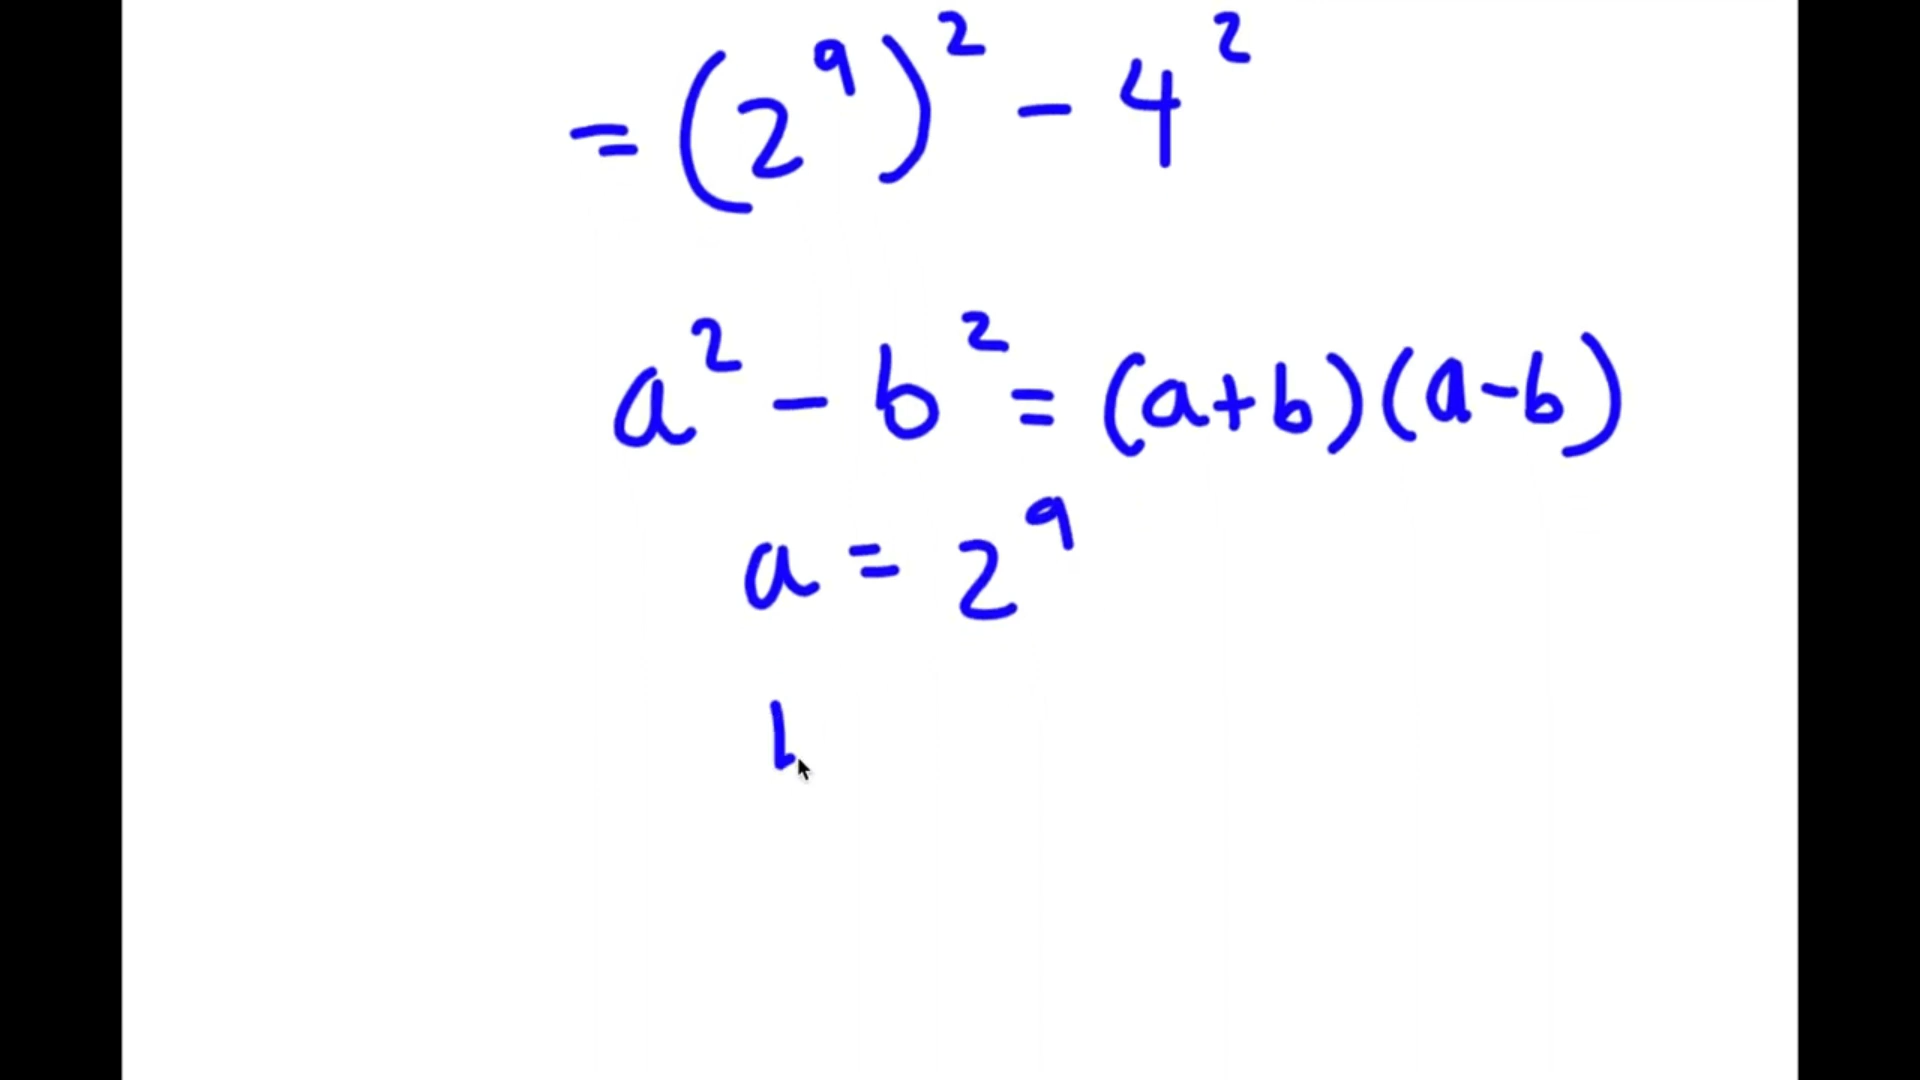 = (2⁹)² - 4²
a² - b² = (a+b)(a-b)
a = 2⁹